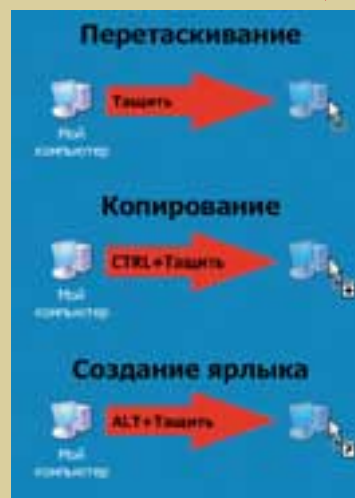 Перетаскивание
Тащить
Мой
компьютер
Копирование
CTRL+Тащить
Мой
компьютер
Создание ярлыка
ALT+Тащить
Мой
компьютер